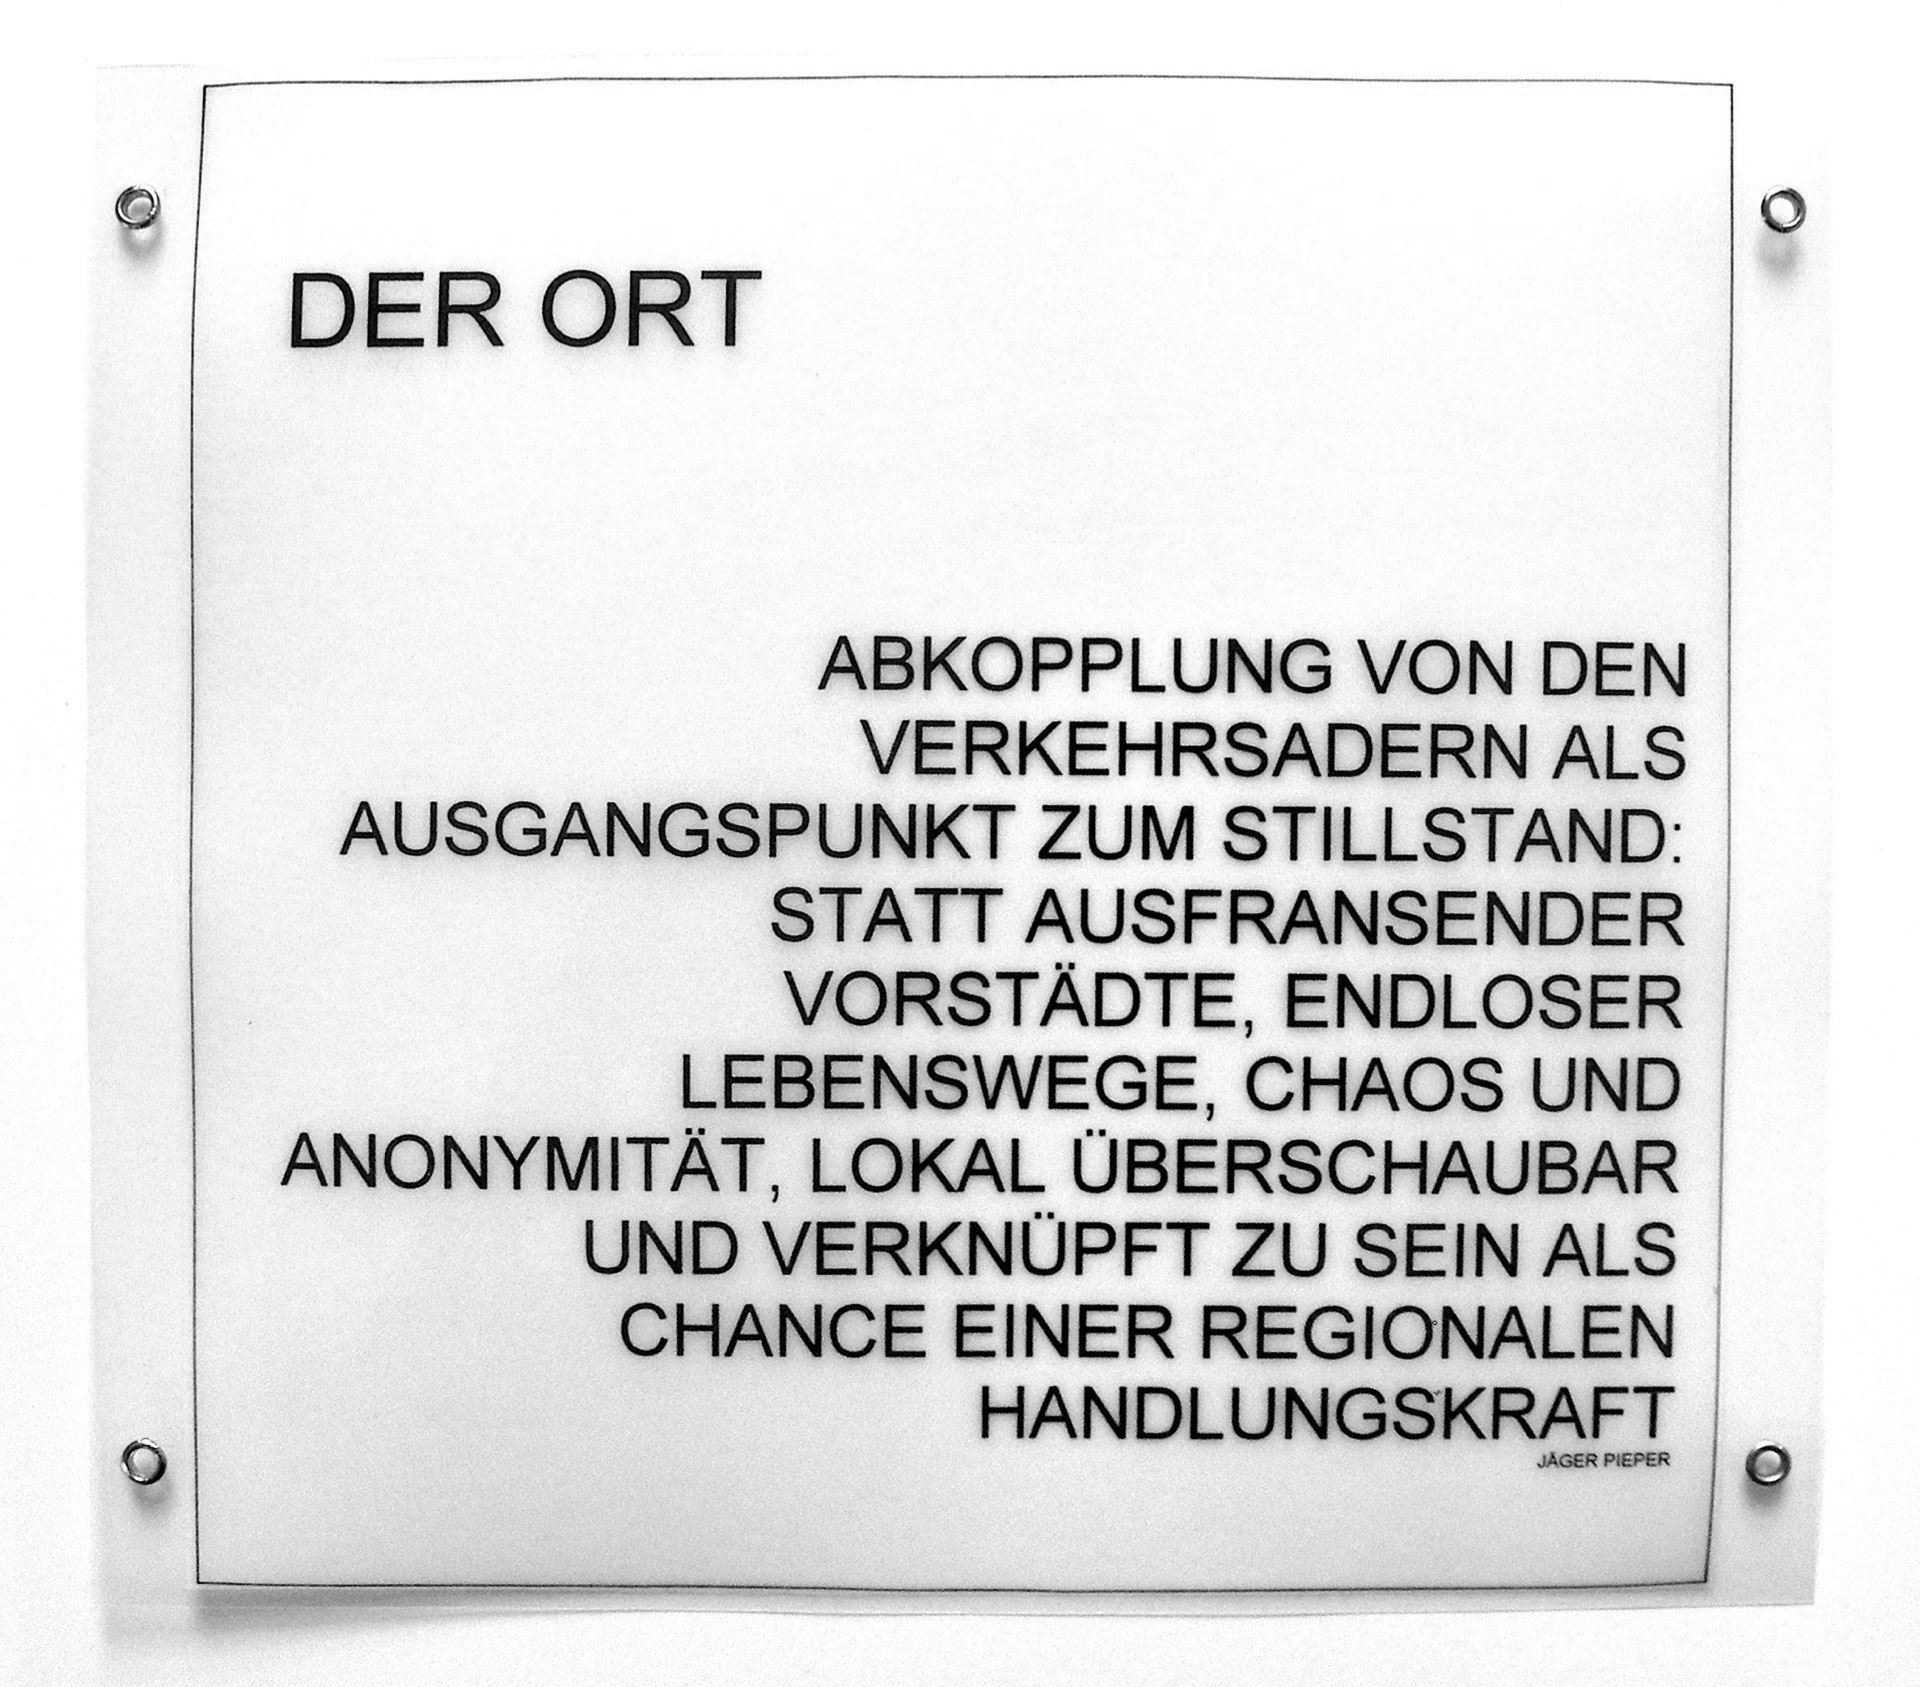 DER ORT
ABKOPPLUNG VON DEN
VERKEHRSADERN ALS
AUSGANGSPUNKT ZUM STILLSTAND:
STATT AUSFRANSENDER
VORSTÄDTE, ENDLOSER
LEBENSWEGE, CHAOS UND
ANONYMITÄT, LOKAL ÜBERSCHAUBAR
UND VERKNÜPFT ZU SEIN ALS
CHANCE EINER REGIONALEN
HANDLUNGSKRAFT
JÄGER PIEPER